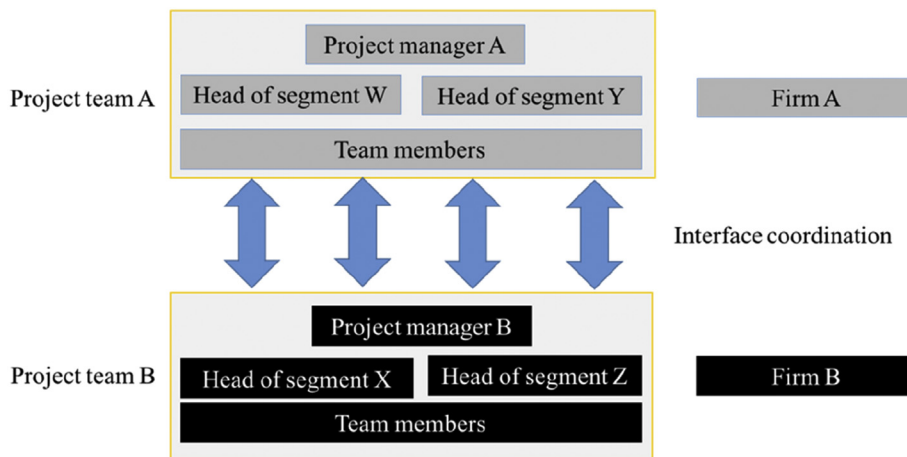 Project manager A
Project team A
Head of segment W
Head of segment Y
Firm A
Team members
Interface coordination
Project manager B
Project team B
Head of segment X
Head of segment Z
Firm B
Team members